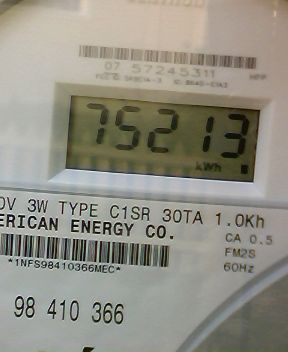 07 57245311
75213
kWh
0V 3W TYPE C1SR 30TA 1.0Kh
ERICAN ENERGY CO.
CA 0.5
FM2S
*1NFS98410366MEC*
60Hz
98 410 366